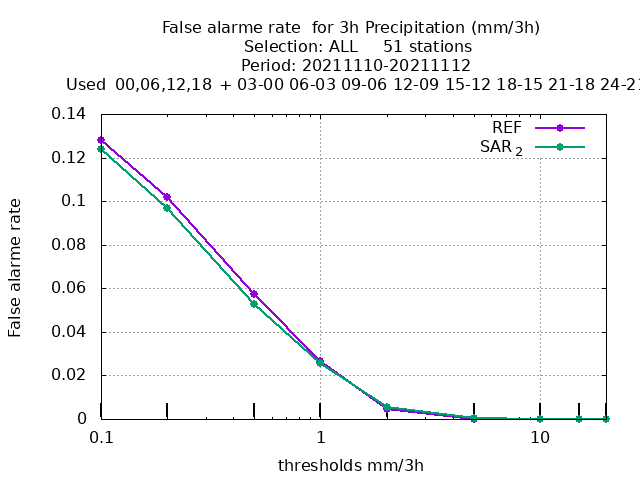 False alarme rate  for 3h Precipitation (mm/3h)
Selection: ALL     51 stations
Period: 20211110-20211112
Used  00,06,12,18  + 03-00 06-03 09-06 12-09  15-12  18-15  21-18  24-21
REF
SAR 2
0.14
0.12
0.1
0.08
0.06
0.04
0.02
0
False alarme rate
0.1
1
10
thresholds mm/3h